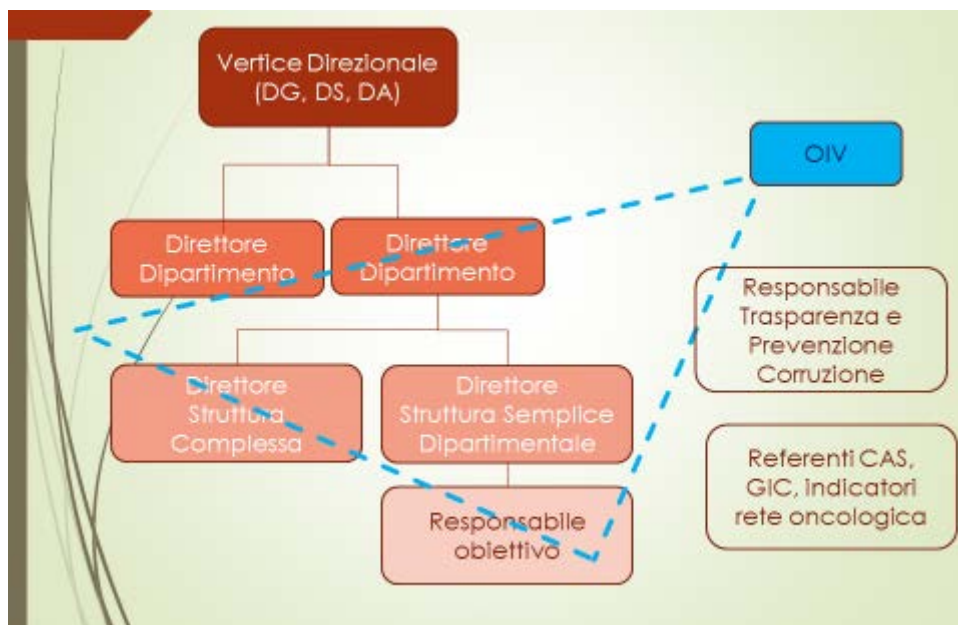 Vertice Direzionale
(DG, DS, DA)
OIV
Direttore
Dipartimento
Direttore
Dipartimento
Responsabile
Trasparenza e
Prevenzione
Corruzione
Direttore
Struttura
Complessa
Direttore
Struttura Semplice
Dipartimentale
Referenti CAS,
GIC, indicatori
rete oncologica
Responsabile
obiettivo